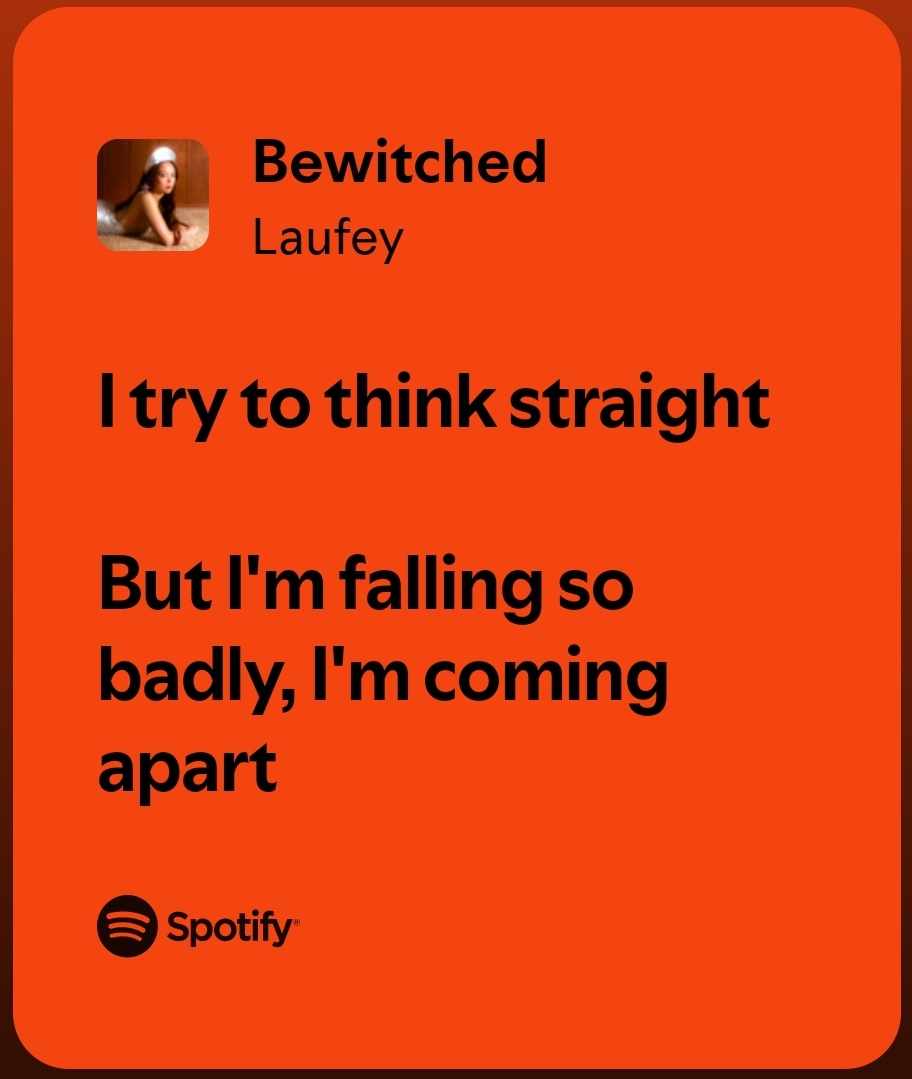 Bewitched
Laufey
I try to think straight
But I'm falling so
badly, I'm coming
apart
Spotify®